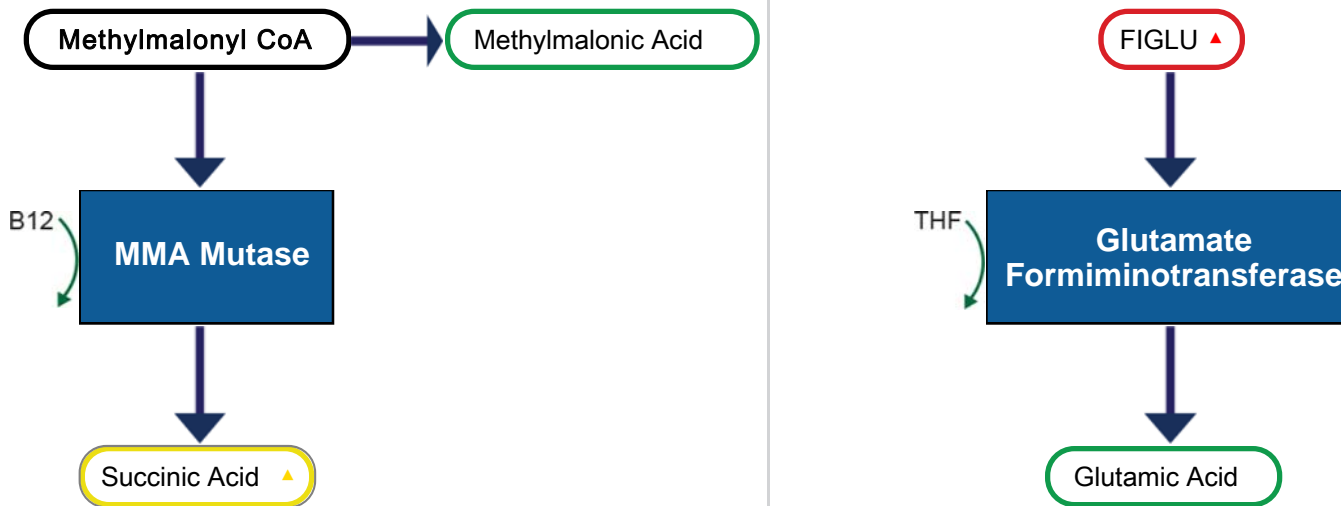 Methylmalonyl CoA
Methylmalonic Acid
B12
MMA Mutase
Succinic Acid ▲
FIGLU ▲
THF
Glutamate
Formiminotransferase
Glutamic Acid